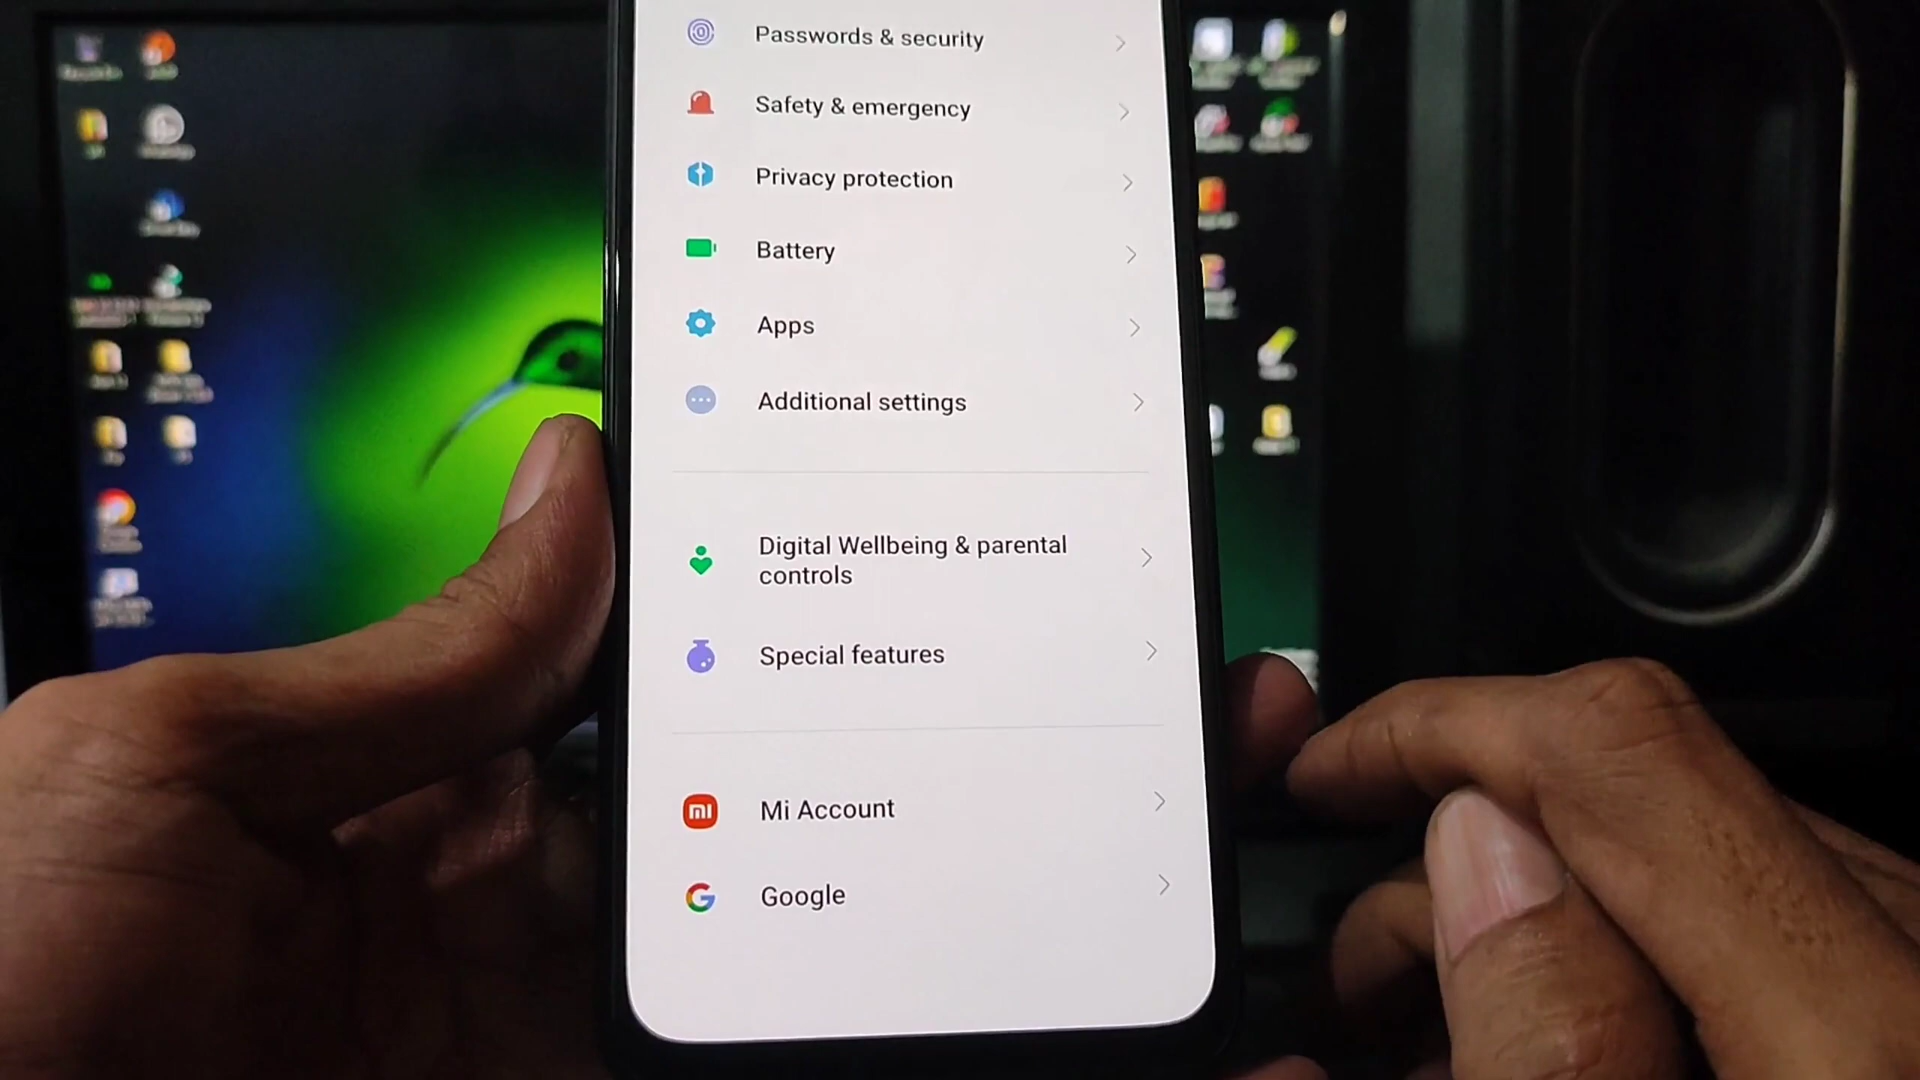 Passwords & security
Safety & emergency
Privacy protection
Battery
Apps
Additional settings
Digital Wellbeing & parental
controls
Special features
Mi Account
Google